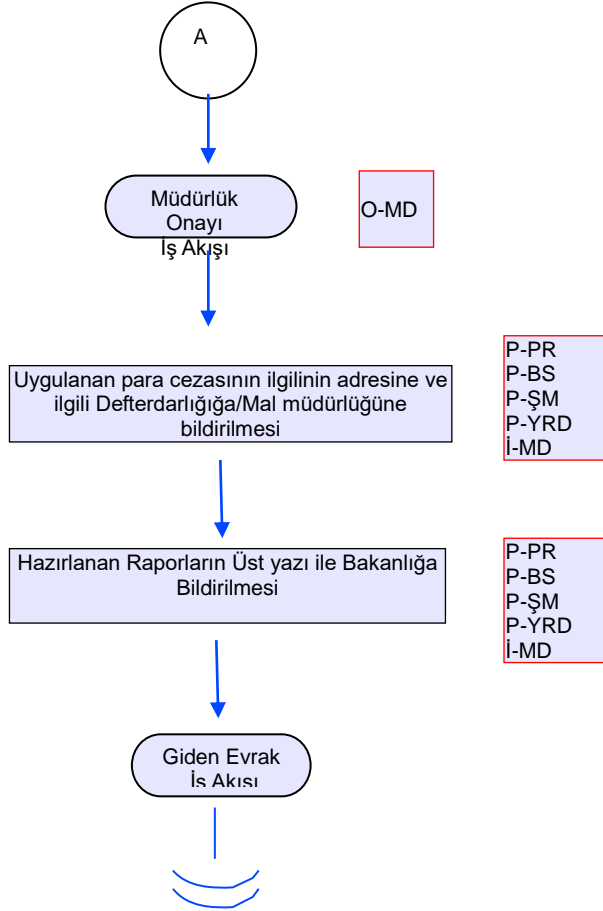 A
Müdürlük
Onayı
İş Akışı
O-MD
Uygulanan para cezasının ilgilinin adresine ve
ilgili Defterdarlığığa/Mal müdürlüğüne
bildirilmesi
P-PR
P-BS
P-ŞM
P-YRD
İ-MD
Hazırlanan Raporların Üst yazı ile Bakanlığa
Bildirilmesi
P-PR
P-BS
P-ŞM
P-YRD
İ-MD
Giden Evrak
İş Akışı